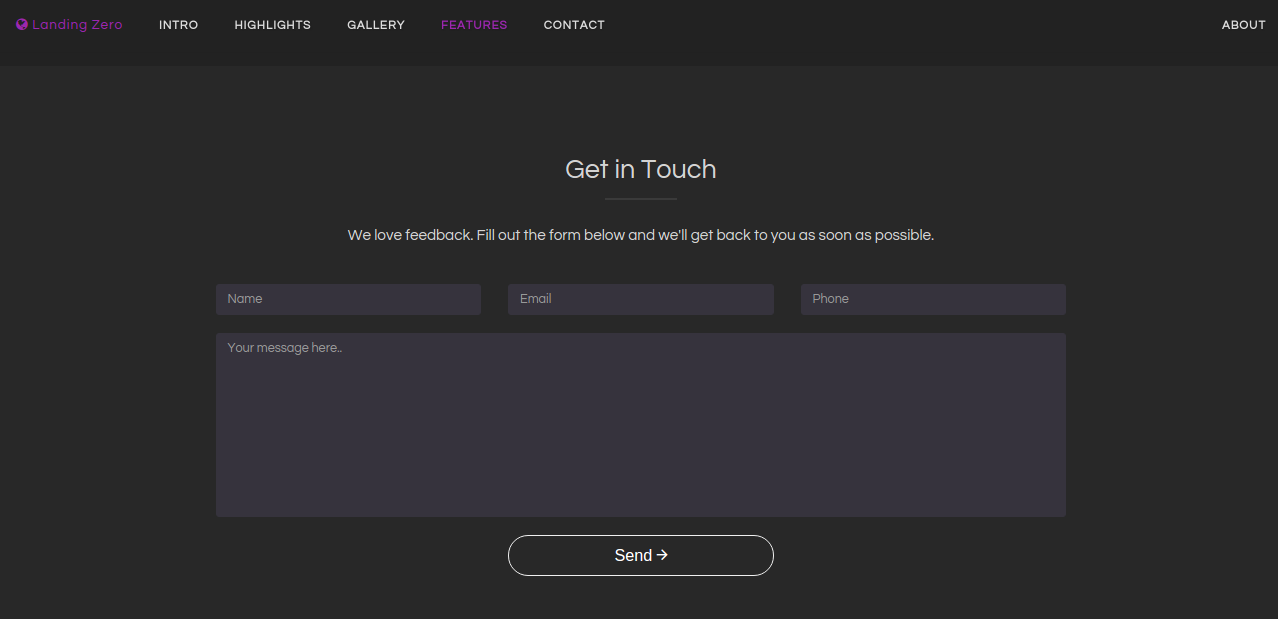 Landing Zero INTRO HIGHLIGHTS GALLERY FEATURES CONTACT ABOUT
Get in Touch
We love feedback. Fill out the form below and we'll get back to you as soon as possible.
Name Email Phone
Your message here..
Send →